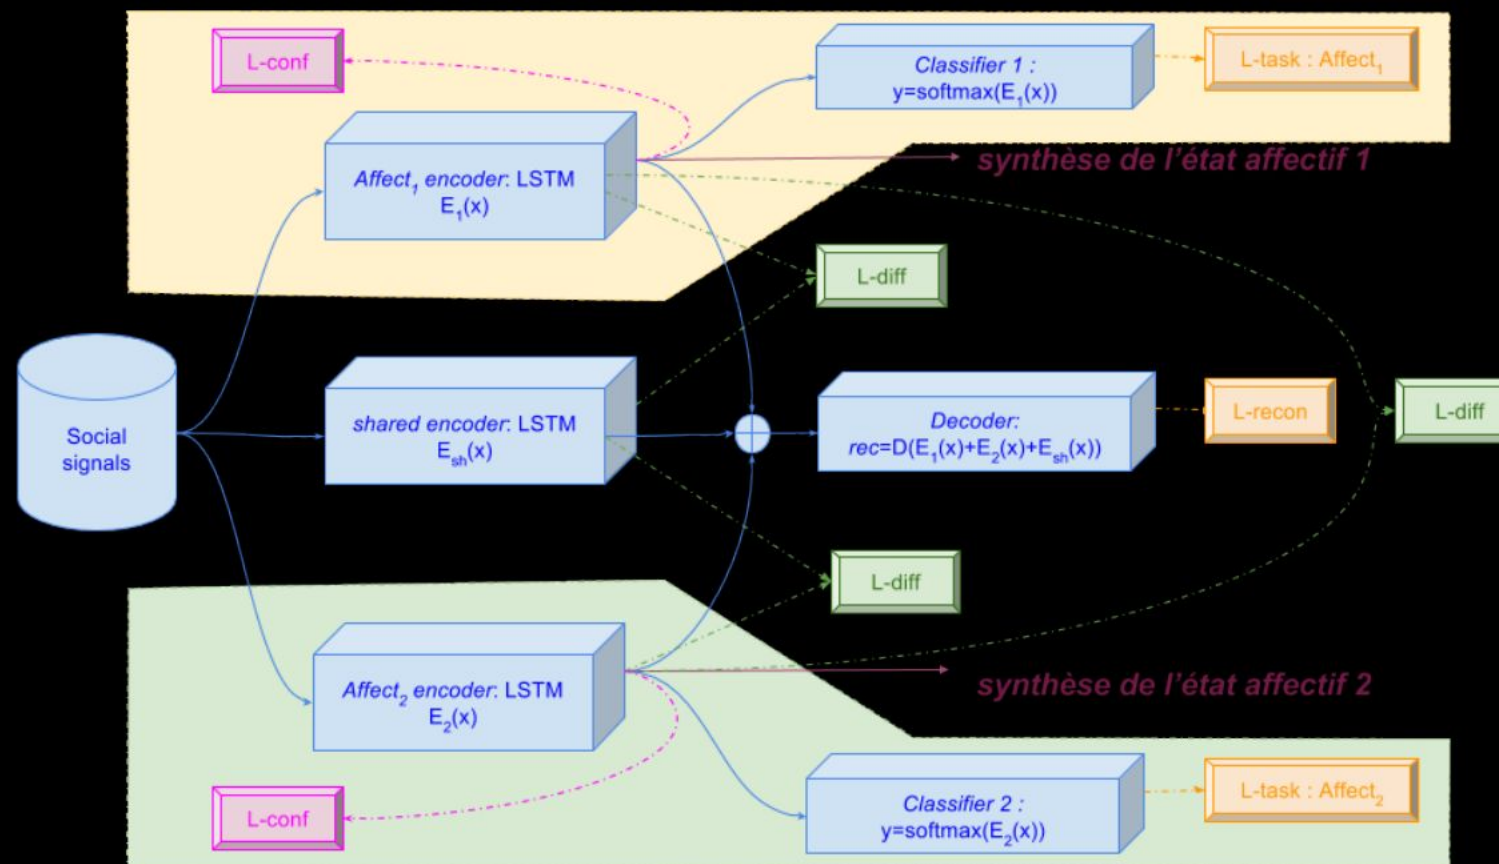 L-conf
Classifier 1 :
y=softmax(E₁(x))
L-task : Affect₁
synthèse de l'état affectif 1
Affect₁ encoder: LSTM
E₁(x)
L-diff
Social
signals
shared encoder: LSTM
Eₛₕ(x)
Decoder:
rec=D(E₁(x)+E₂(x)+Eₛₕ(x))
L-recon
L-diff
L-diff
Affect₂ encoder: LSTM
E₂(x)
synthèse de l'état affectif 2
L-conf
Classifier 2 :
y=softmax(E₂(x))
L-task : Affect₂